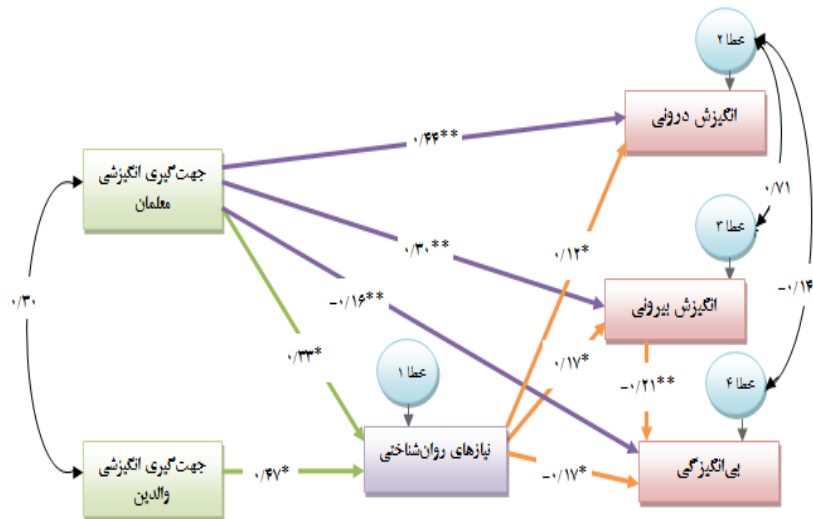 خطا ۲
انگیزش درونی
۰/۴۴**
جهت‌گیری انگیزشی
معلمان
۰/۷۱
خطا ۳
۰/۳۰**
۰/۱۲*
-۰/۱۴
۰/۳۰
-۰/۱۶**
انگیزش بیرونی
۰/۳۳*
خطا ۱
۰/۱۷*
-۰/۲۱**
خطا ۴
نیازهای روان‌شناختی
جهت‌گیری انگیزشی
والدین
۰/۴۷*
-۰/۱۷*
بی‌انگیزگی